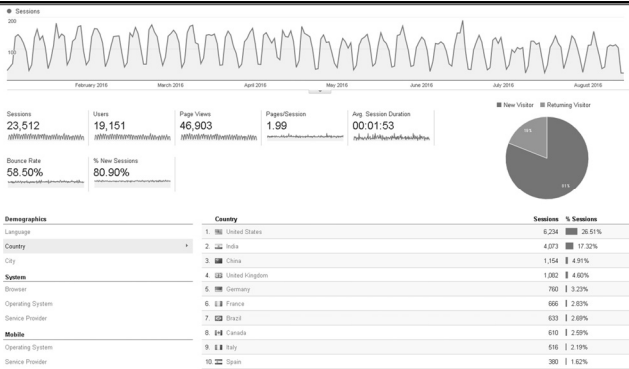 Sessions
200
100
February 2016 March 2016 April 2016 May 2016 June 2016 July 2016 August 2016
New Visitor Returning Visitor
Sessions Users Page Views Pages/Session Avg. Session Duration
23,512 19,151 46,903 1.99 00:01:53
Bounce Rate % New Sessions
58.50% 80.90%
19%
81%
Demographics
Language
Country
City
System
Browser
Operating System
Service Provider
Mobile
Operating System
Service Provider
Country Sessions % Sessions
1. United States 6,234 26.51%
2. India 4,073 17.32%
3. China 1,154 4.91%
4. United Kingdom 1,082 4.60%
5. Germany 760 3.23%
6. France 666 2.83%
7. Brazil 633 2.69%
8. Canada 610 2.59%
9. Italy 516 2.19%
10. Spain 380 1.62%